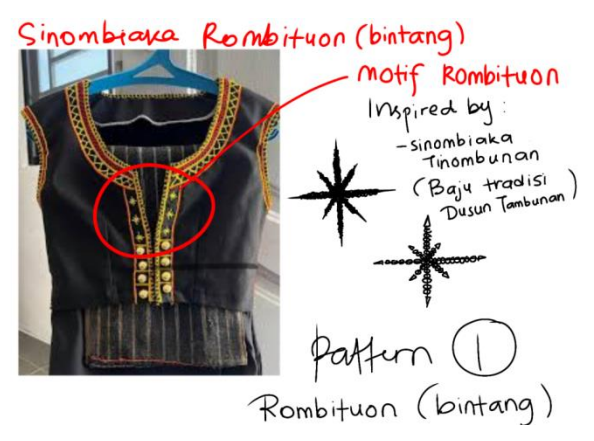 Sinombiaka Rombituon (bintang)
motif Rombituon
Inspired by :
- sinombiaka
Tinombunan
(Baju tradisi
Dusun Tambunan)
Pattern 1
Rombituon (bintang)